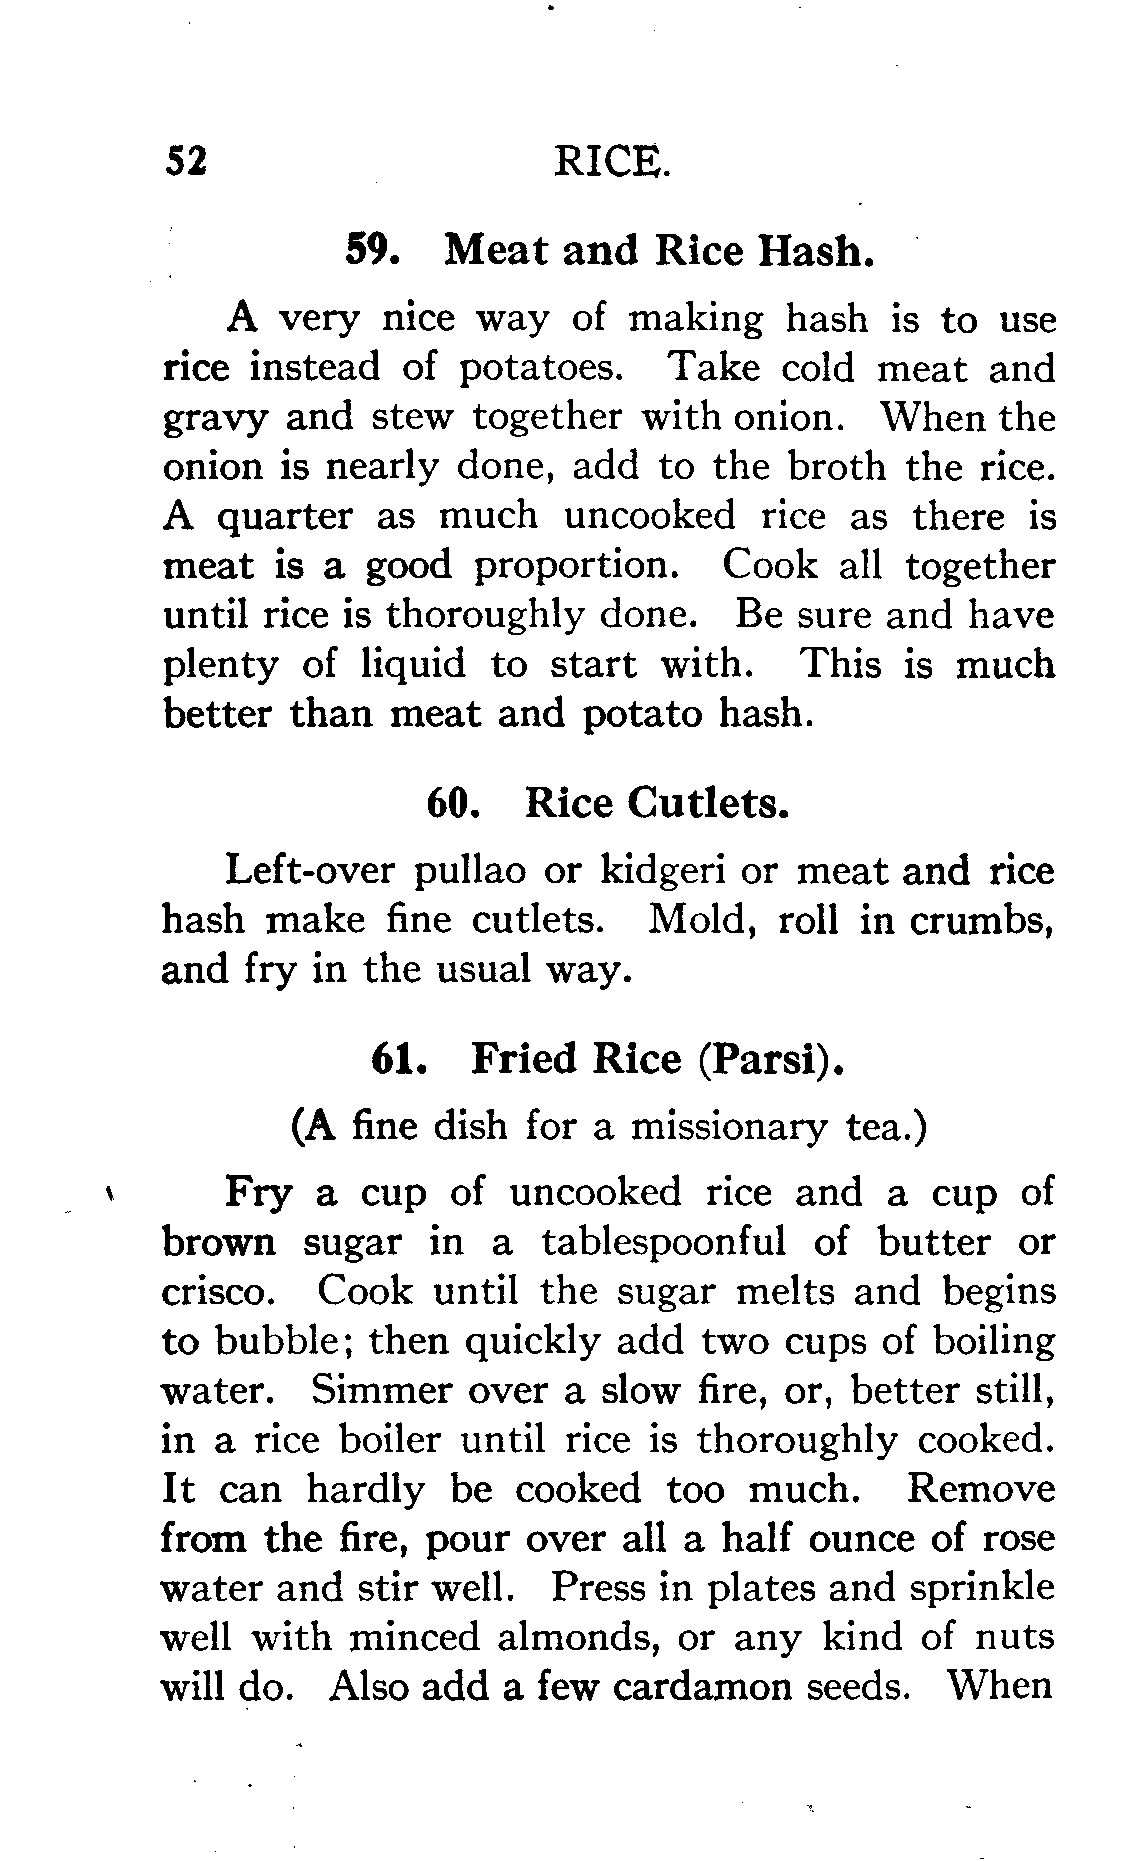 52 RICE.
59. Meat and Rice Hash.
A very nice way of making hash is to use
rice instead of potatoes. Take cold meat and
gravy and stew together with onion. When the
onion is nearly done, add to the broth the rice.
A quarter as much uncooked rice as there is
meat is a good proportion. Cook all together
until rice is thoroughly done. Be sure and have
plenty of liquid to start with. This is much
better than meat and potato hash.
60. Rice Cutlets.
Left-over pullao or kidgeri or meat and rice
hash make fine cutlets. Mold, roll in crumbs,
and fry in the usual way.
61. Fried Rice (Parsi).
(A fine dish for a missionary tea.)
Fry a cup of uncooked rice and a cup of
brown sugar in a tablespoonful of butter or
crisco. Cook until the sugar melts and begins
to bubble; then quickly add two cups of boiling
water. Simmer over a slow fire, or, better still,
in a rice boiler until rice is thoroughly cooked.
It can hardly be cooked too much. Remove
from the fire, pour over all a half ounce of rose
water and stir well. Press in plates and sprinkle
well with minced almonds, or any kind of nuts
will do. Also add a few cardamon seeds. When